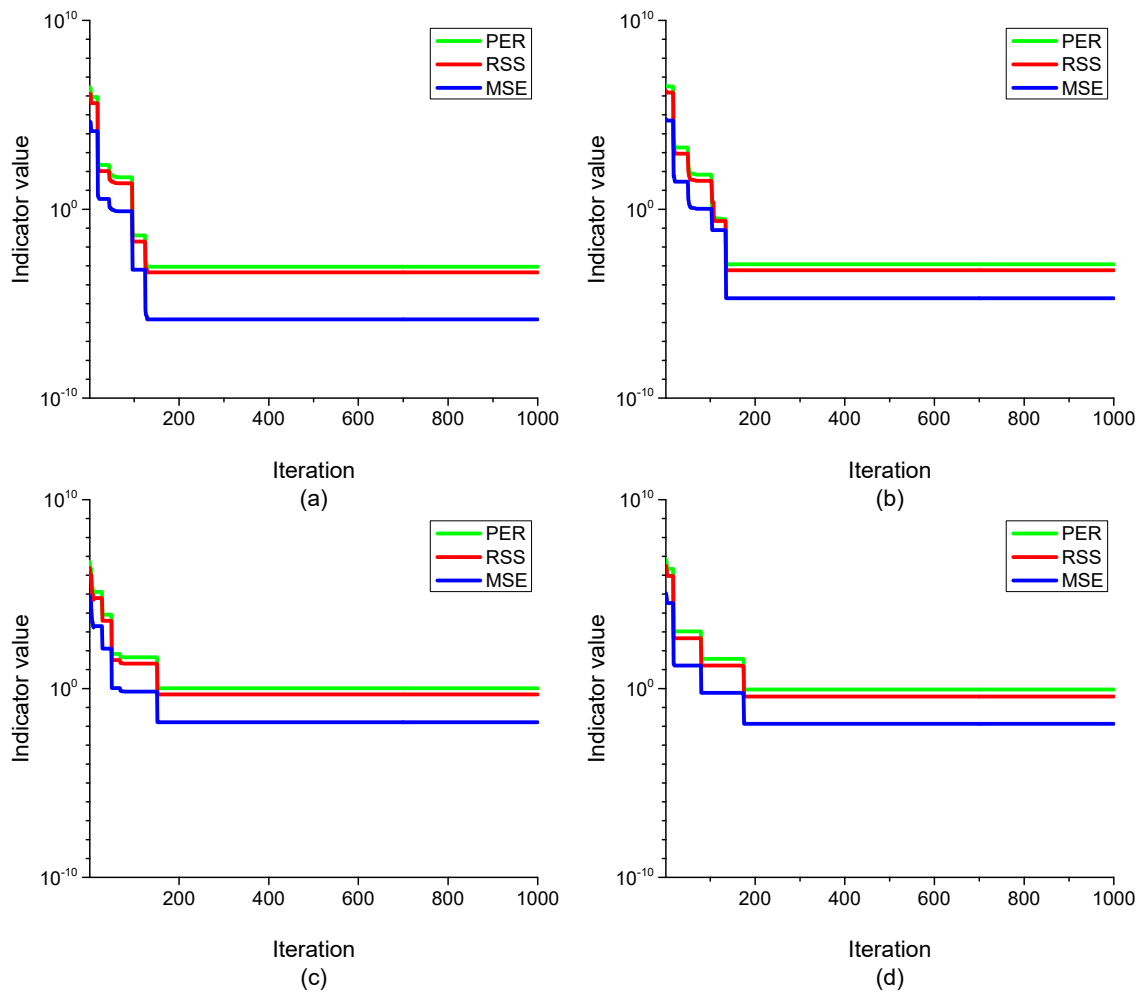 10^10
PER
RSS
MSE
Indicator value
10^0
10^-10
200
400
600
800
1000
Iteration
(a)
10^10
PER
RSS
MSE
Indicator value
10^0
10^-10
200
400
600
800
1000
Iteration
(b)
10^10
PER
RSS
MSE
Indicator value
10^0
10^-10
200
400
600
800
1000
Iteration
(c)
10^10
PER
RSS
MSE
Indicator value
10^0
10^-10
200
400
600
800
1000
Iteration
(d)